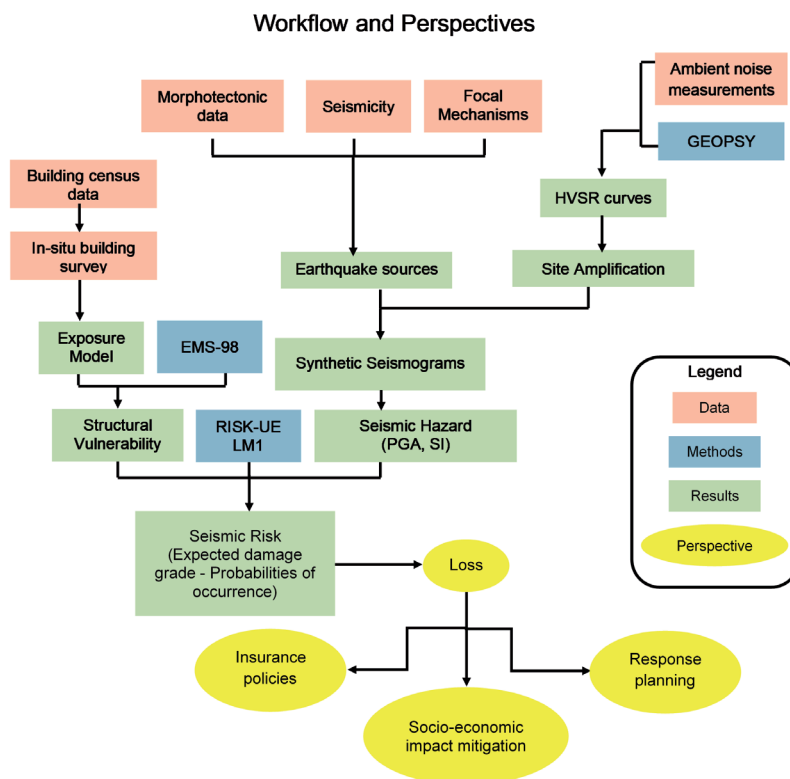 Workflow and Perspectives
Morphotectonic
data
Seismicity
Focal
Mechanisms
Ambient noise
measurements
GEOPSY
Building census
data
HVSR curves
In-situ building
survey
Earthquake sources
Site Amplification
Exposure
Model
EMS-98
Synthetic Seismograms
Structural
Vulnerability
RISK-UE
LM1
Seismic Hazard
(PGA, SI)
Legend
Data
Methods
Results
Perspective
Seismic Risk
(Expected damage
grade - Probabilities of
occurrence)
Loss
Insurance
policies
Socio-economic
impact mitigation
Response
planning